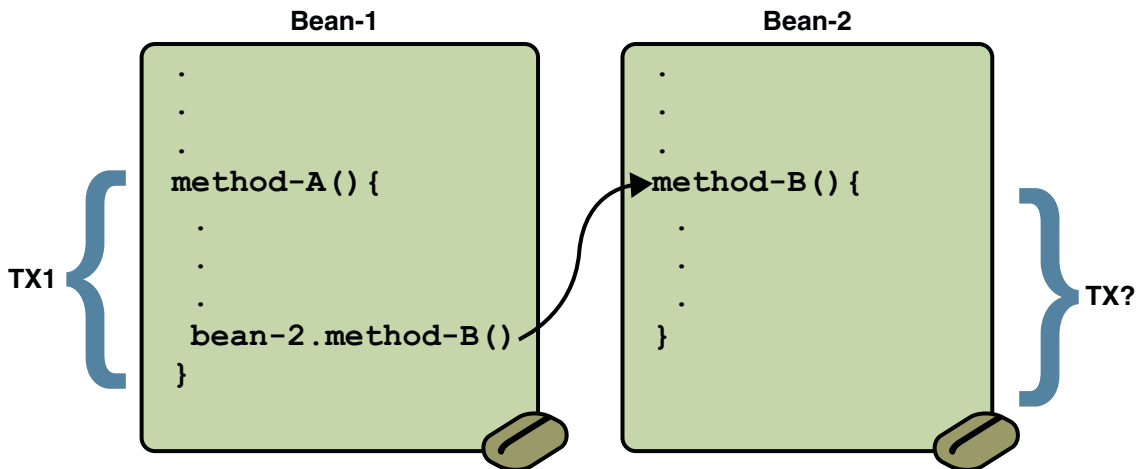 Bean-1
.
.
.
method-A(){
.
.
.
bean-2.method-B()
}
TX1
Bean-2
.
.
.
method-B(){
.
.
.
}
TX?